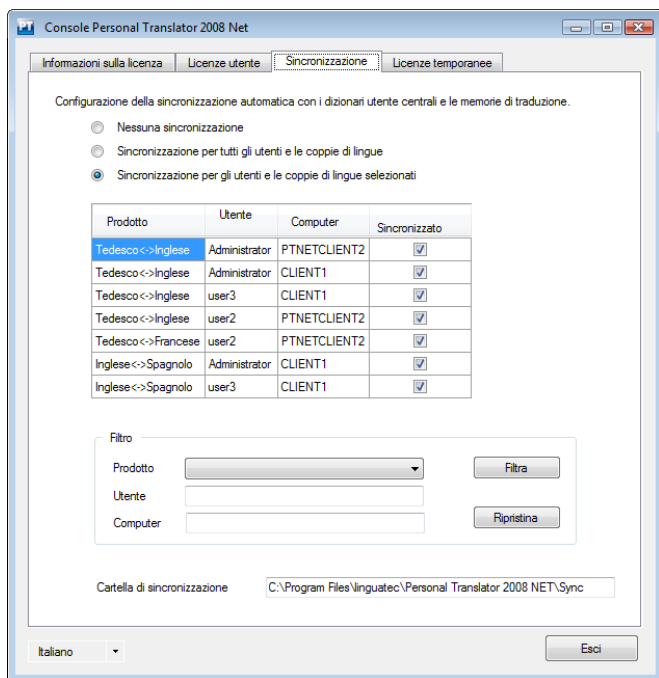 PT Console Personal Translator 2008 Net
Informazioni sulla licenza Licenze utente Sincronizzazione Licenze temporanee
Configurazione della sincronizzazione automatica con i dizionari utente centrali e le memorie di traduzione.
Nessuna sincronizzazione
Sincronizzazione per tutti gli utenti e le coppie di lingue
Sincronizzazione per gli utenti e le coppie di lingue selezionati
Prodotto Utente Computer Sincronizzato
Tedesco<->Inglese Administrator PTNETCLIENT2
Tedesco<->Inglese Administrator CLIENT1
Tedesco<->Inglese user3 CLIENT1
Tedesco<->Inglese user2 PTNETCLIENT2
Tedesco<->Francese user2 PTNETCLIENT2
Inglese<->Spagnolo Administrator CLIENT1
Inglese<->Spagnolo user3 CLIENT1
Filtro
Prodotto Filtra
Utente
Computer Ripristina
Cartella di sincronizzazione C:\Program Files\linguatec\Personal Translator 2008 NET\Sync
Italiano Esci